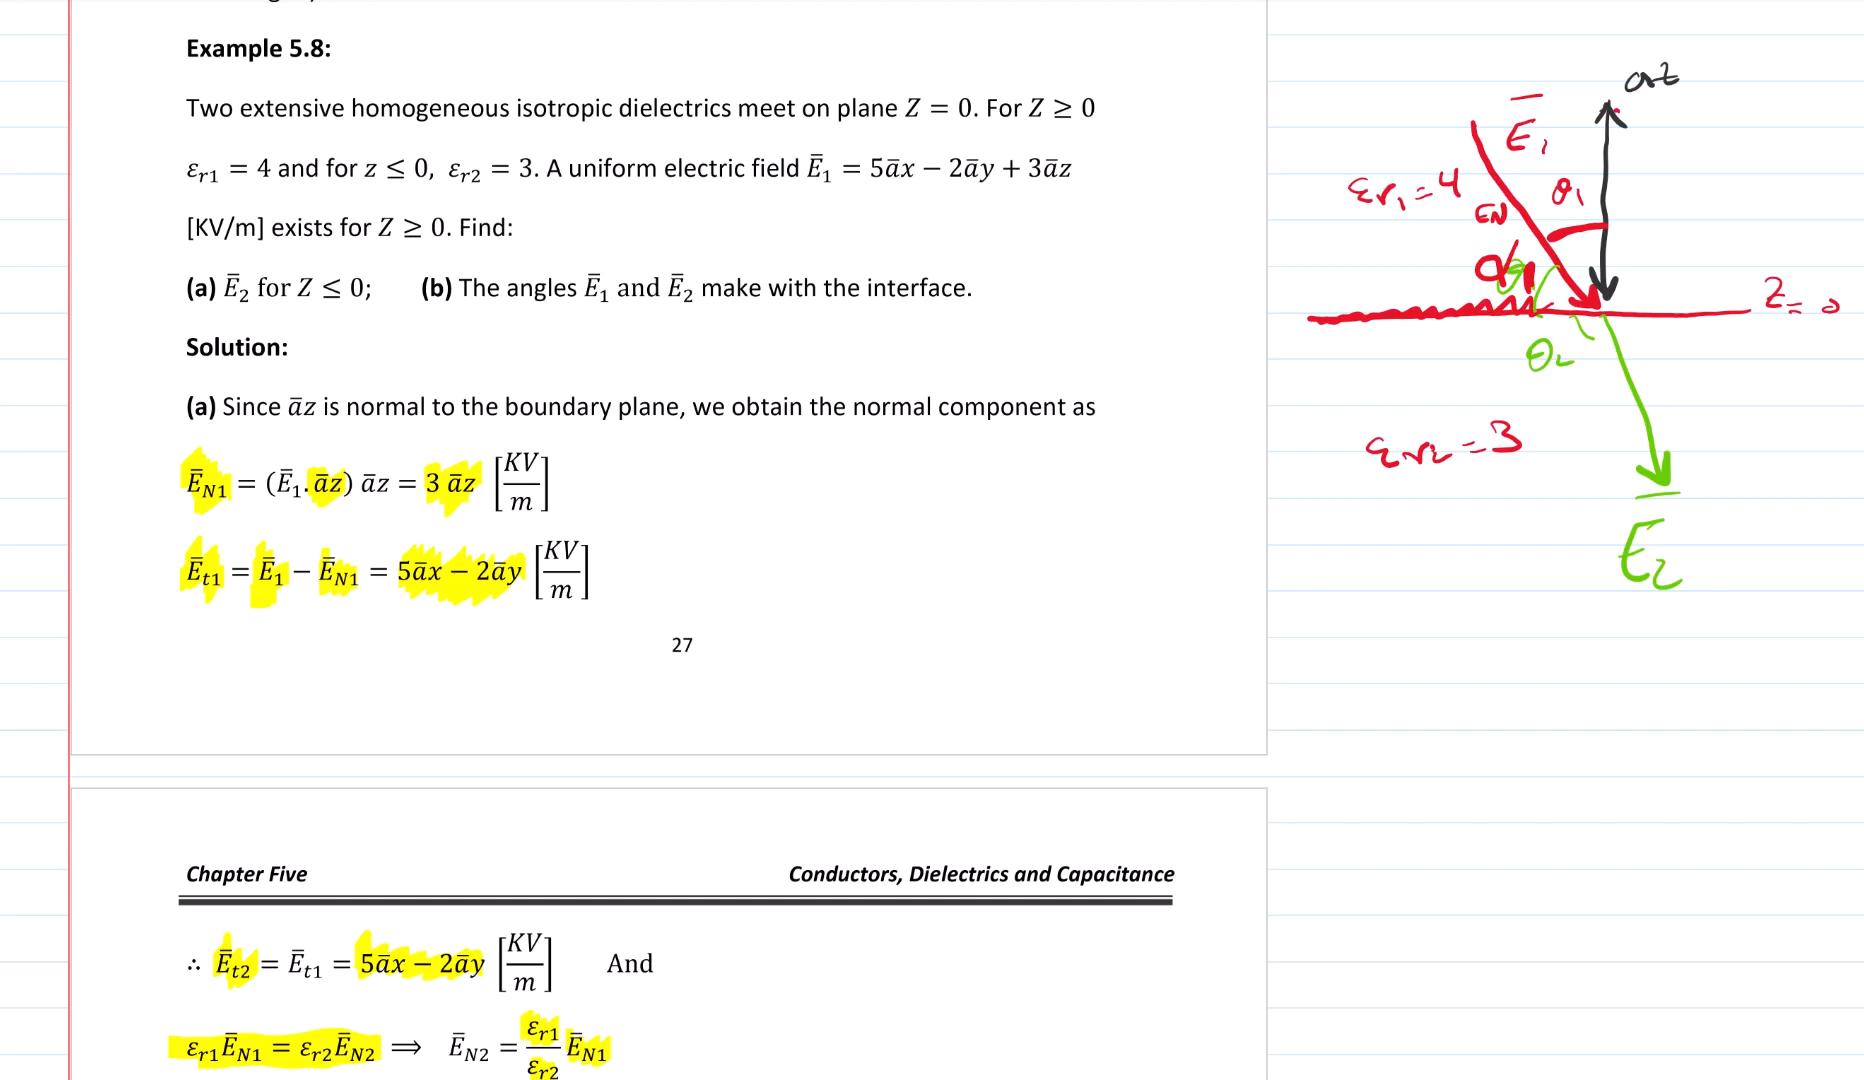 Example 5.8:
Two extensive homogeneous isotropic dielectrics meet on plane Z = 0. For Z ≥ 0
εr1 = 4 and for z ≤ 0, εr2 = 3. A uniform electric field Ē1 = 5āx − 2āy + 3āz
[KV/m] exists for Z ≥ 0. Find:
(a) Ē2 for Z ≤ 0; (b) The angles Ē1 and Ē2 make with the interface.
Solution:
(a) Since āz is normal to the boundary plane, we obtain the normal component as
ĒN1 = (Ē1.āz) āz = 3 āz [KV/m]
Ēt1 = Ē1 − ĒN1 = 5āx − 2āy [KV/m]
27
Chapter Five Conductors, Dielectrics and Capacitance
∴ Ēt2 = Ēt1 = 5āx − 2āy [KV/m] And
εr1ĒN1 = εr2ĒN2 ⟹ ĒN2 = εr1/εr2 ĒN1
az
Ē1
εr1=4
θ1
EN
Z=0
θ2
εr2=3
Ē2